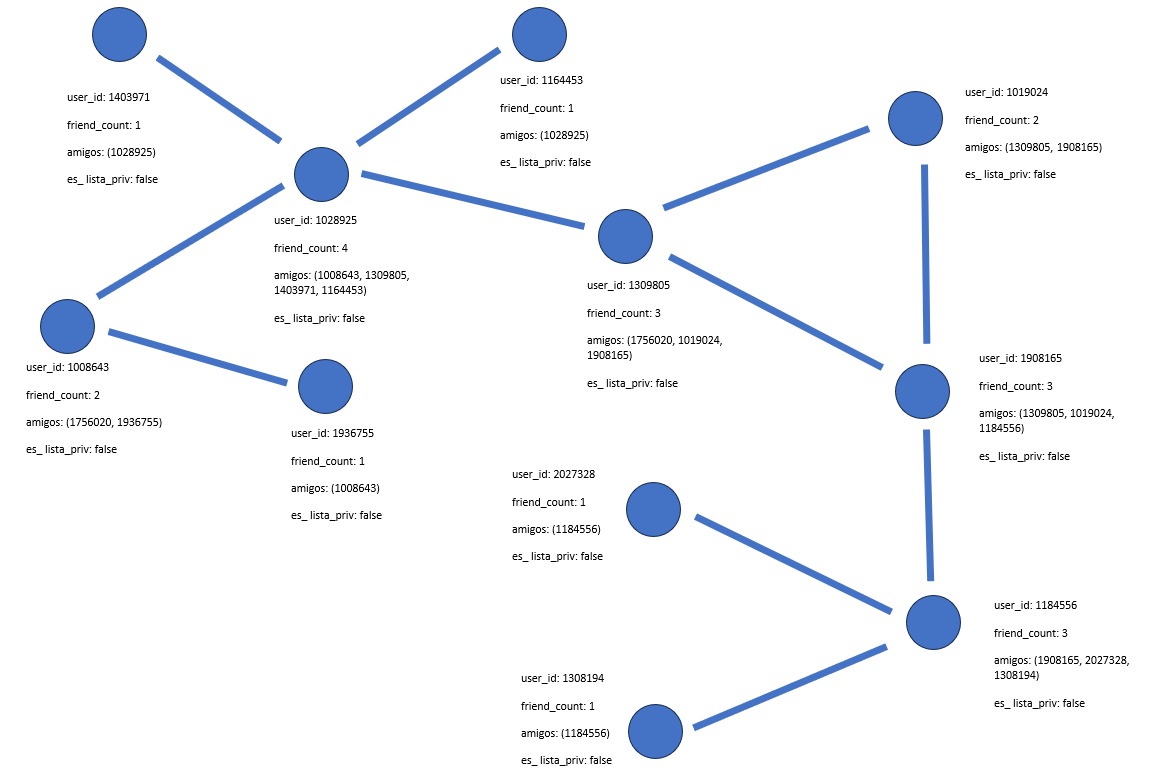 user_id: 1403971
friend_count: 1
amigos: (1028925)
es_ lista_priv: false
user_id: 1164453
friend_count: 1
amigos: (1028925)
es_ lista_priv: false
user_id: 1019024
friend_count: 2
amigos: (1309805, 1908165)
es_ lista_priv: false
user_id: 1028925
friend_count: 4
amigos: (1008643, 1309805,
1403971, 1164453)
es_ lista_priv: false
user_id: 1309805
friend_count: 3
amigos: (1756020, 1019024,
1908165)
es_ lista_priv: false
user_id: 1008643
friend_count: 2
amigos: (1756020, 1936755)
es_ lista_priv: false
user_id: 1908165
friend_count: 3
amigos: (1309805, 1019024,
1184556)
es_ lista_priv: false
user_id: 1936755
friend_count: 1
amigos: (1008643)
es_ lista_priv: false
user_id: 2027328
friend_count: 1
amigos: (1184556)
es_ lista_priv: false
user_id: 1184556
friend_count: 3
amigos: (1908165, 2027328,
1308194)
es_ lista_priv: false
user_id: 1308194
friend_count: 1
amigos: (1184556)
es_ lista_priv: false